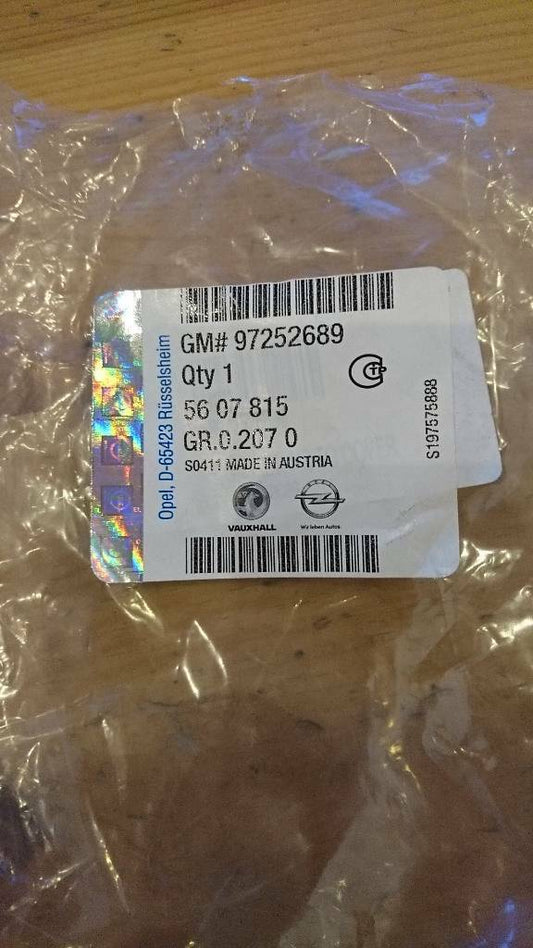 GM# 97252689
Qty 1
56 07 815
GR.0.207 0
S0411 MADE IN AUSTRIA
VAUXHALL
Wir leben Autos.
Opel, D-65423 Rüsselsheim
S197575888